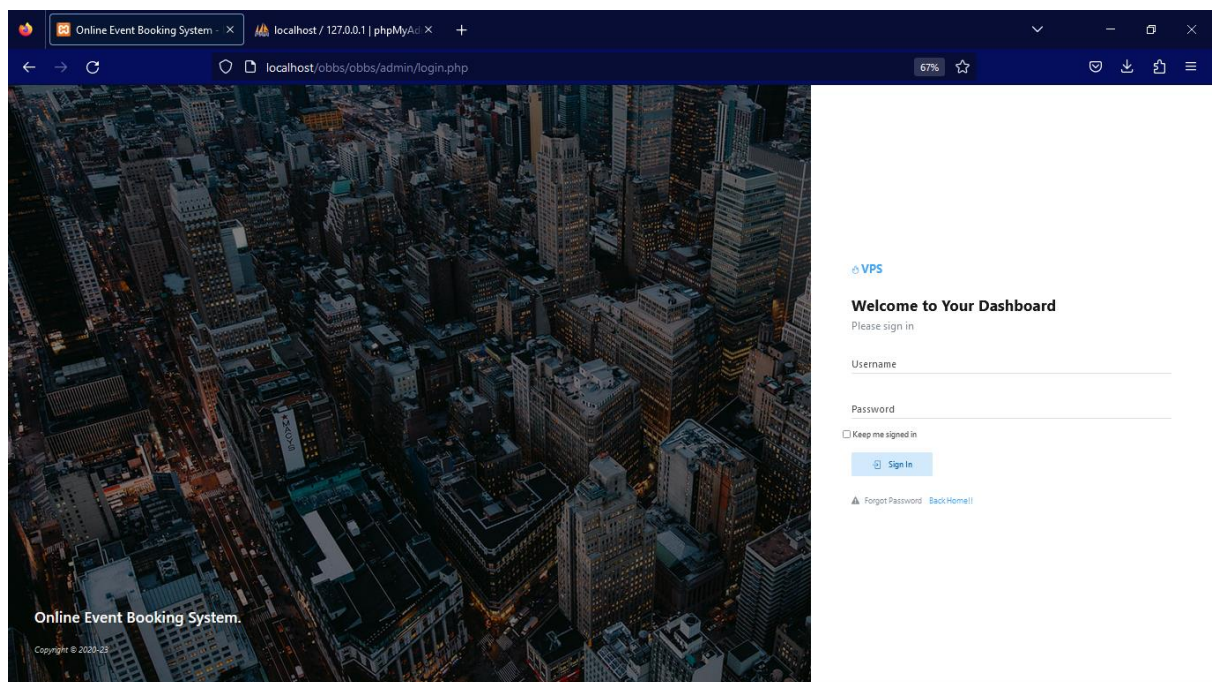 Online Event Booking System -
localhost / 127.0.0.1 | phpMyAd
localhost/obbs/obbs/admin/login.php
67%
VPS
Welcome to Your Dashboard
Please sign in
Username
Password
Keep me signed in
Sign In
Forgot Password Back Home!!
MACY'S
Online Event Booking System.
Copyright © 2020-23